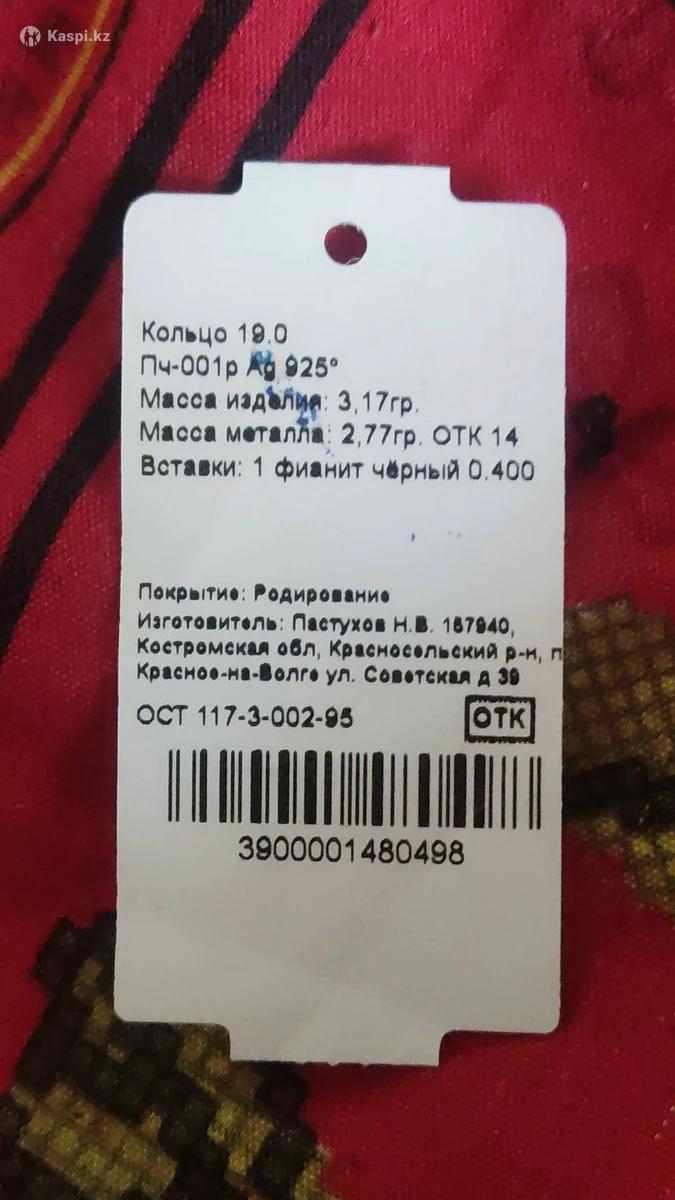 Kaspi.kz
Кольцо 19.0
Пч-001р Ag 925°
Масса изделия: 3,17гр.
Масса металла: 2,77гр. ОТК 14
Вставки: 1 фианит чёрный 0.400
Покрытие: Родирование
Изготовитель: Пастухов Н.В. 157940,
Костромская обл, Красносельский р-н, п
Красное-на-Волге ул. Советская д 39
ОСТ 117-3-002-95
ОТК
3900001480498